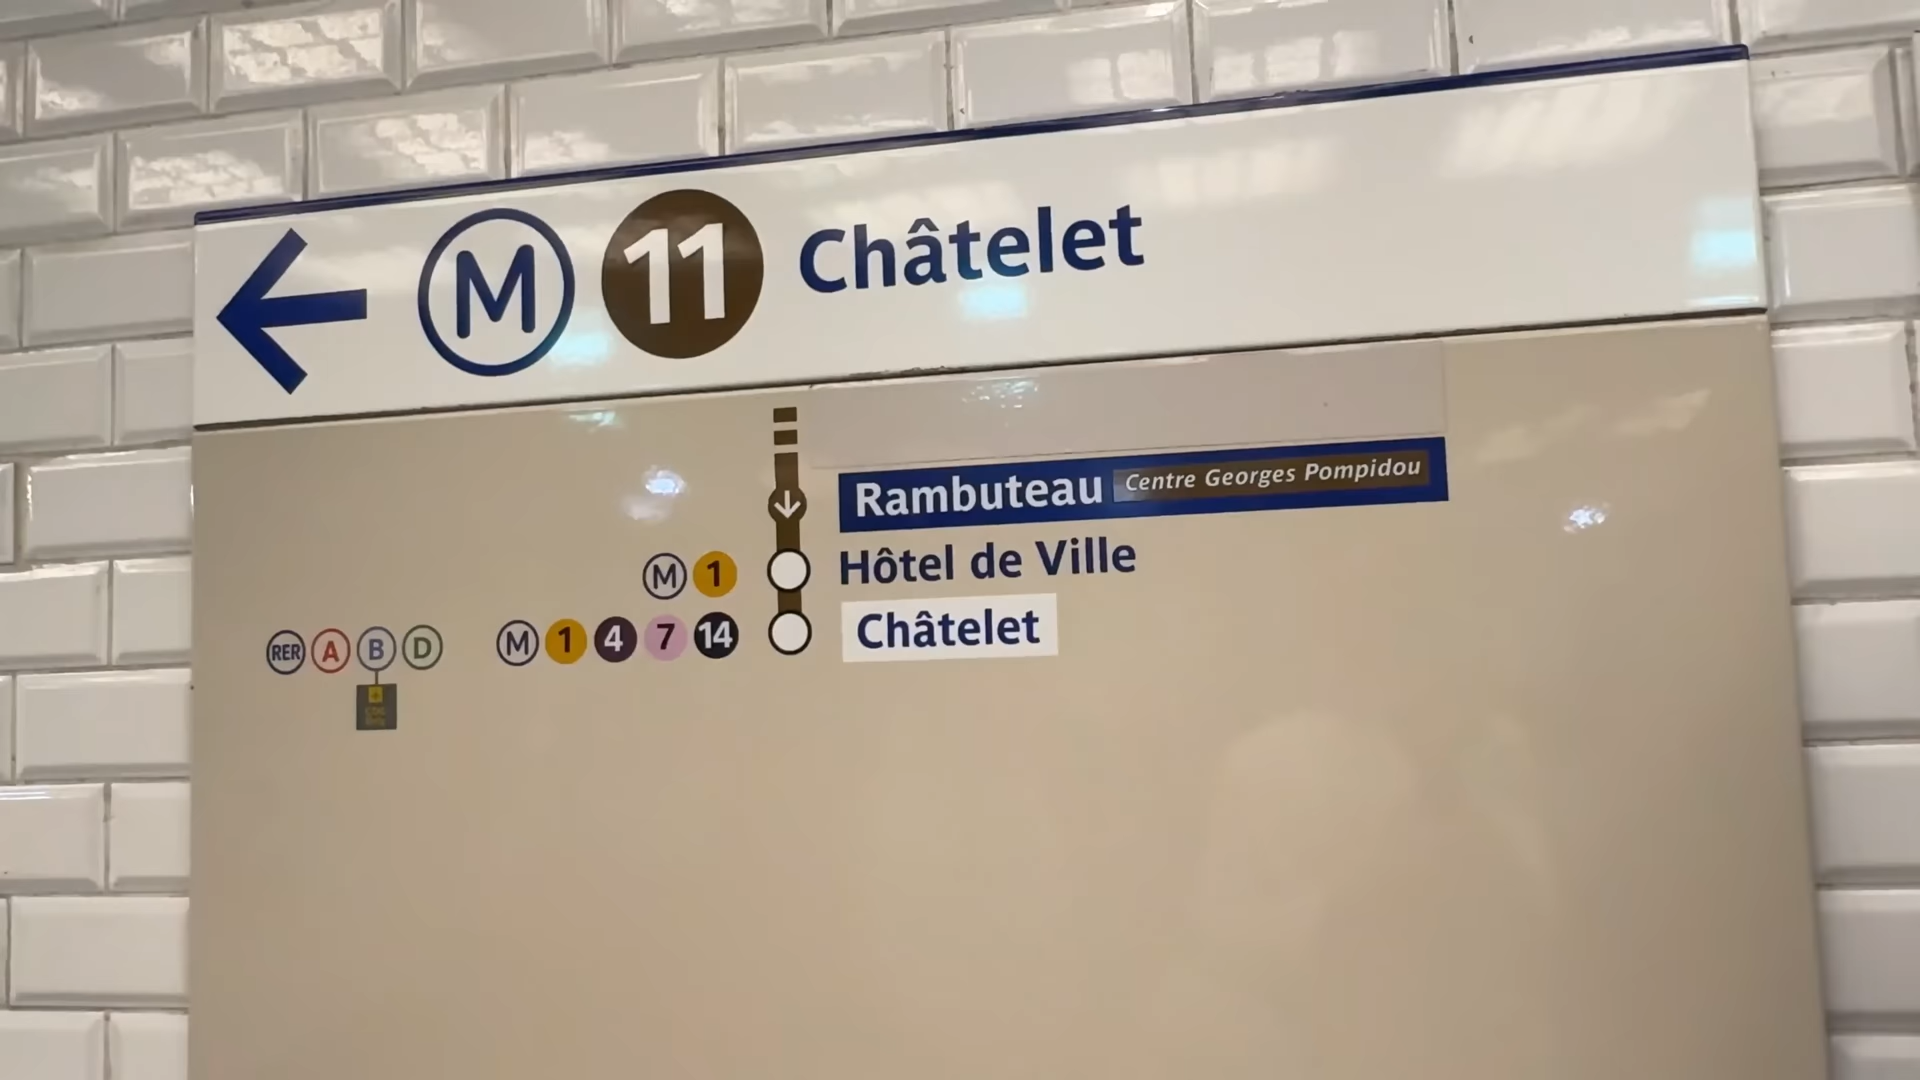 M 11 Châtelet
Rambuteau Centre Georges Pompidou
M 1 Hôtel de Ville
RER A B D M 1 4 7 14 Châtelet